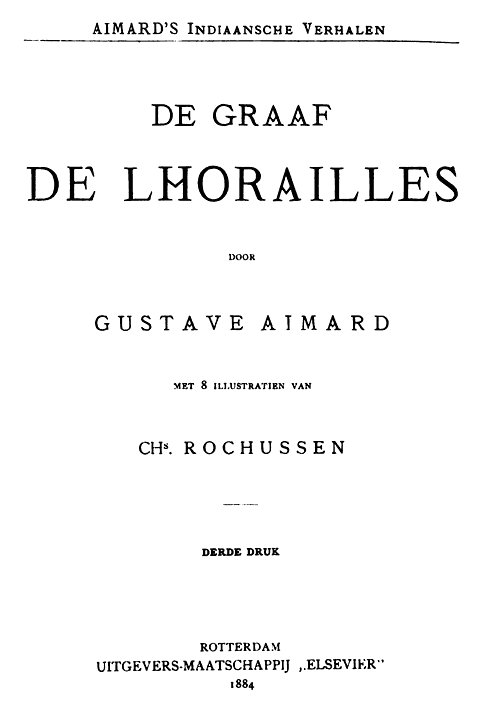 AIMARD'S INDIAANSCHE VERHALEN
DE GRAAF
DE LHORAILLES
DOOR
GUSTAVE AIMARD
MET 8 ILLUSTRATIEN VAN
CHs. ROCHUSSEN
DERDE DRUK
ROTTERDAM
UITGEVERS-MAATSCHAPPIJ „ELSEVIER”
1884